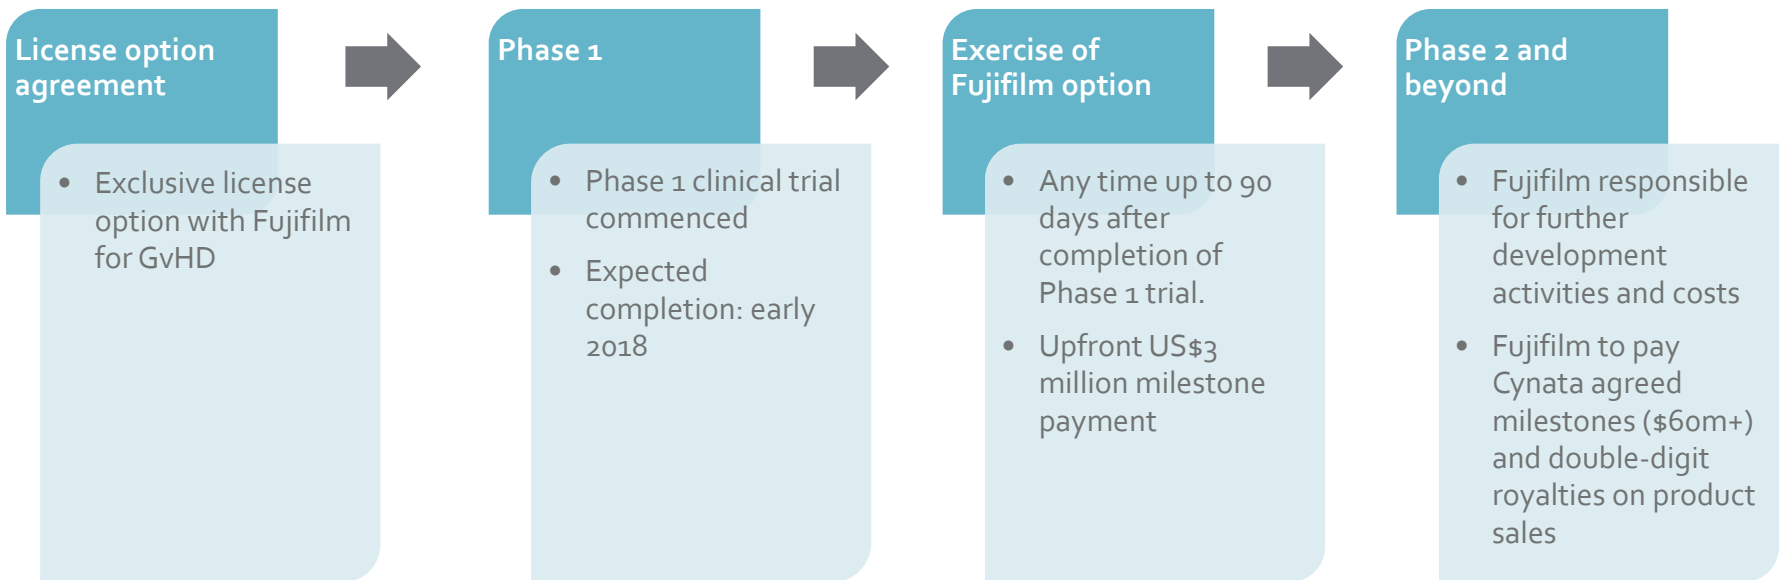 License option
agreement
• Exclusive license
option with Fujifilm
for GvHD
Phase 1
• Phase 1 clinical trial
commenced
• Expected
completion: early
2018
Exercise of
Fujifilm option
• Any time up to 90
days after
completion of
Phase 1 trial.
• Upfront US$3
million milestone
payment
Phase 2 and
beyond
• Fujifilm responsible
for further
development
activities and costs
• Fujifilm to pay
Cynata agreed
milestones ($60m+)
and double-digit
royalties on product
sales